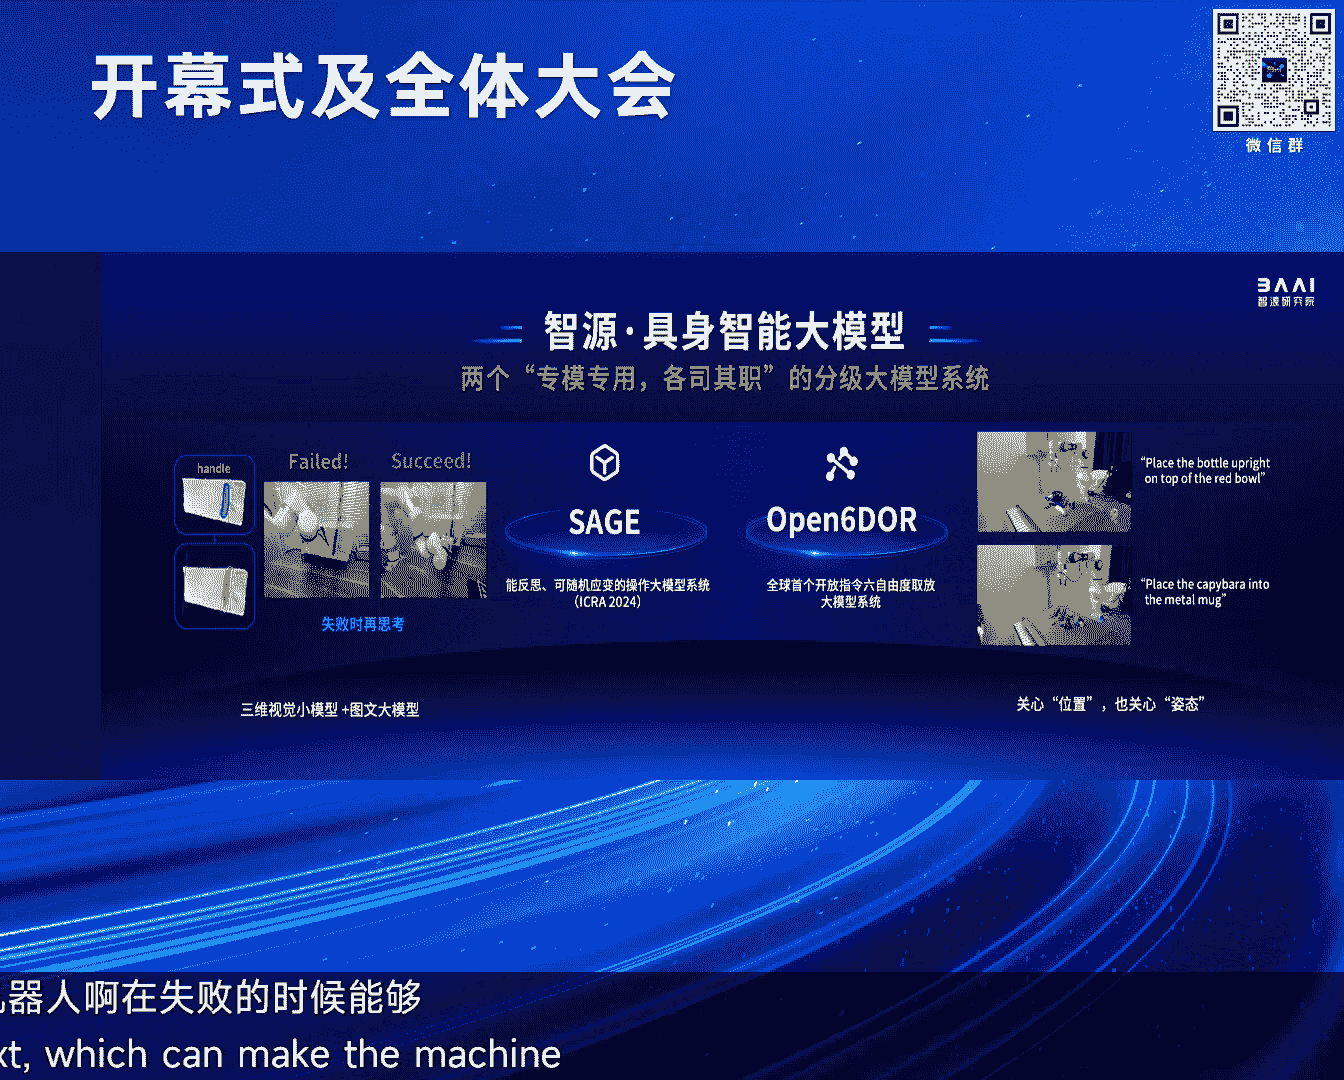 开幕式及全体大会
微信群
BAAI
智源研究院
智源·具身智能大模型
两个“专模专用，各司其职”的分级大模型系统
handle
Failed!
Succeed!
失败时再思考
三维视觉小模型+图文大模型
SAGE
能反思、可随机应变的操作大模型系统
（ICRA 2024）
Open6DOR
全球首个开放指令六自由度取放
大模型系统
“Place the bottle upright
on top of the red bowl”
“Place the capybara into
the metal mug”
关心“位置”，也关心“姿态”
器人啊在失败的时候能够
xt, which can make the machine